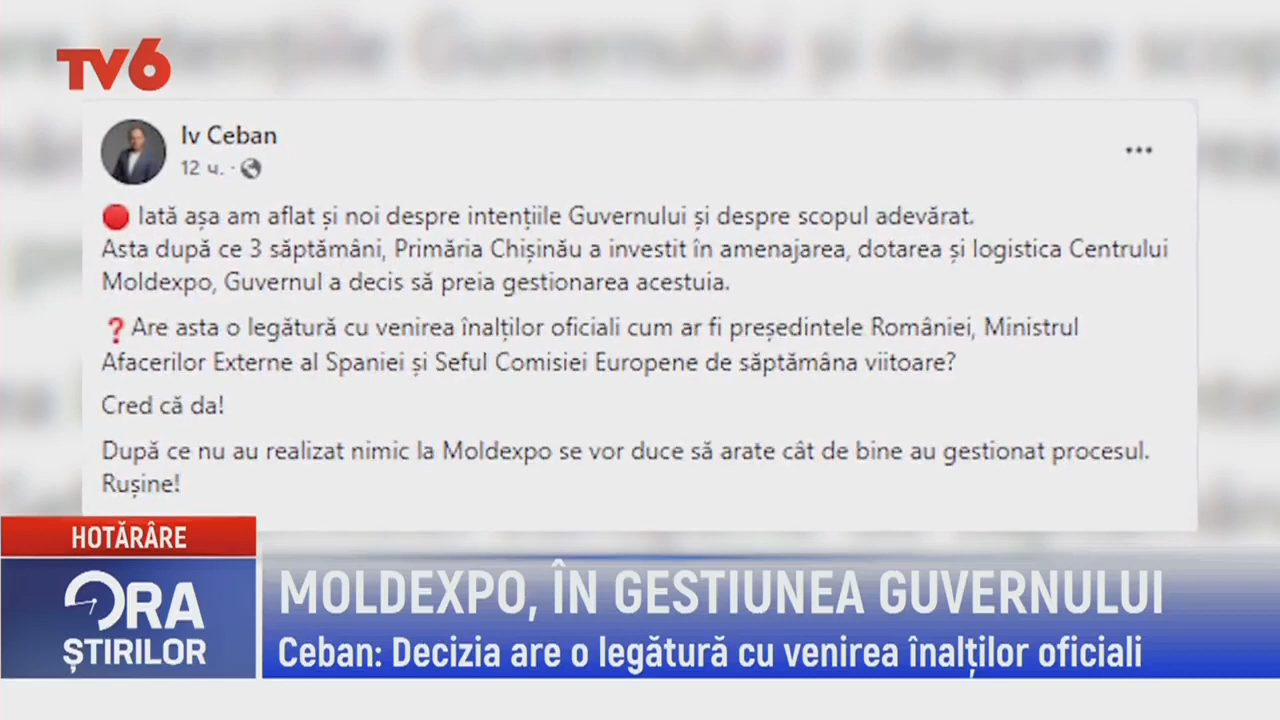 TV6
Iv Ceban
12 ч. ·
Iată așa am aflat și noi despre intențiile Guvernului și despre scopul adevărat.
Asta după ce 3 săptămâni, Primăria Chișinău a investit în amenajarea, dotarea și logistica Centrului
Moldexpo, Guvernul a decis să preia gestionarea acestuia.
❓Are asta o legătură cu venirea înalților oficiali cum ar fi președintele României, Ministrul
Afacerilor Externe al Spaniei și Seful Comisiei Europene de săptămâna viitoare?
Cred că da!
După ce nu au realizat nimic la Moldexpo se vor duce să arate cât de bine au gestionat procesul.
Rușine!
HOTĂRÂRE
ORA
ȘTIRILOR
MOLDEXPO, ÎN GESTIUNEA GUVERNULUI
Ceban: Decizia are o legătură cu venirea înalților oficiali